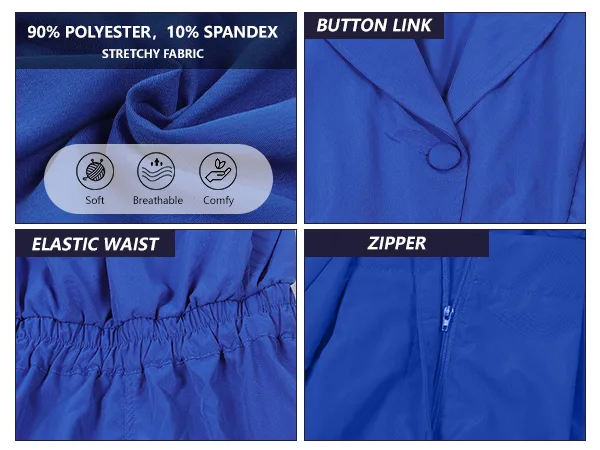 90% POLYESTER, 10% SPANDEX
STRETCHY FABRIC
Soft
Breathable
Comfy
BUTTON LINK
ELASTIC WAIST
ZIPPER